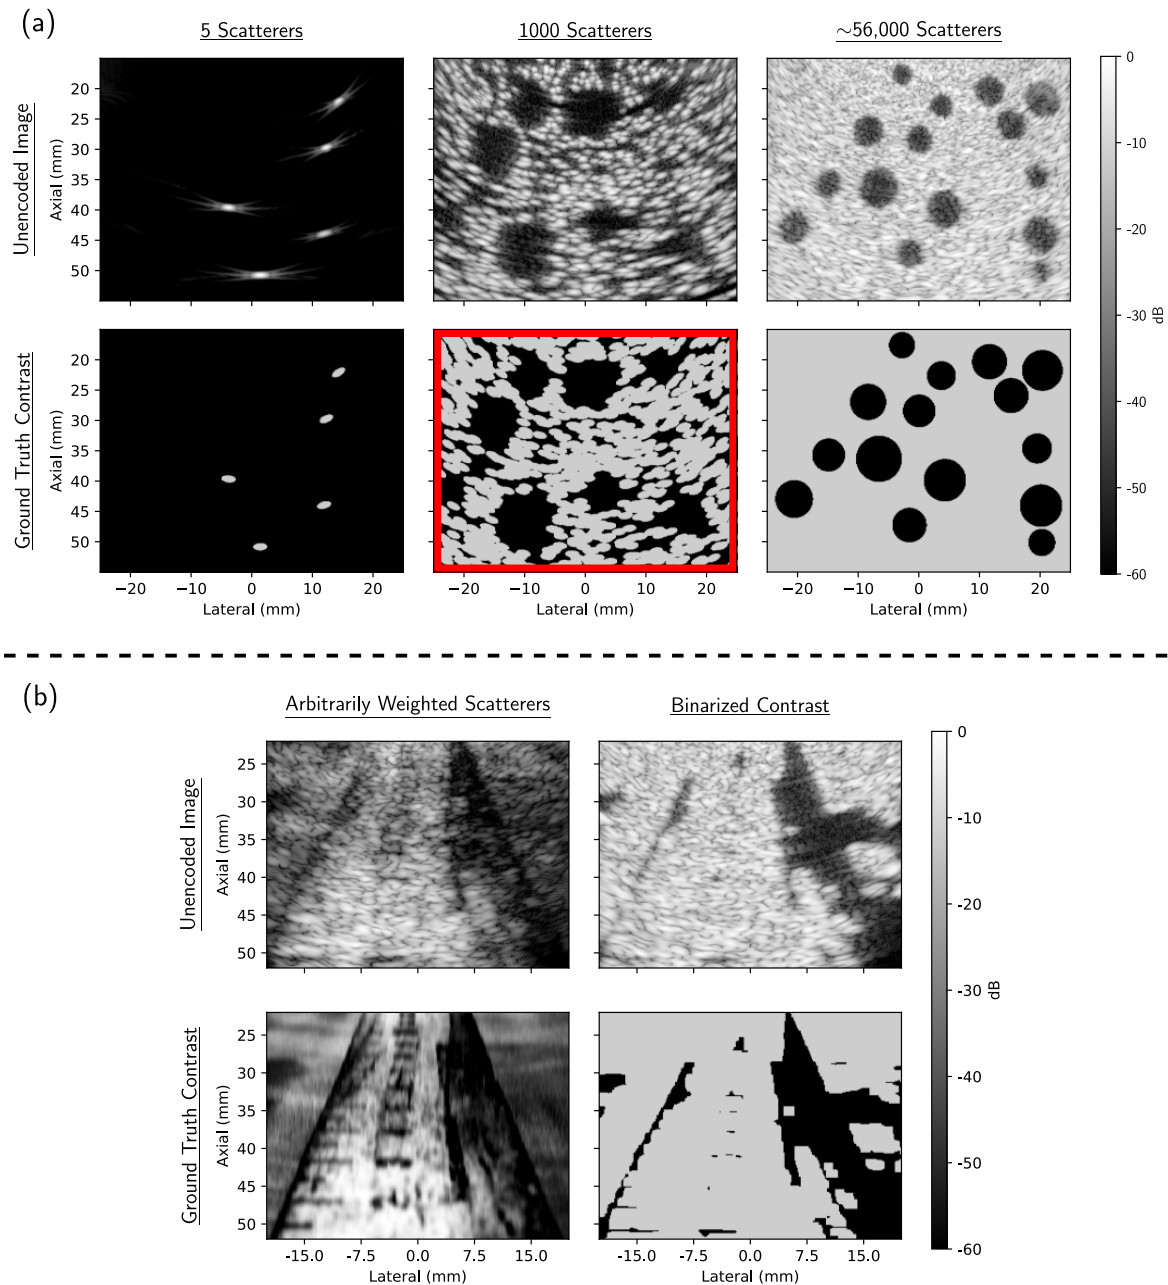 (a)
5 Scatterers
1000 Scatterers
~56,000 Scatterers
Unencoded Image
Axial (mm)
20
25
30
35
40
45
50
0
-10
-20
-30
-40
-50
-60
dB
Ground Truth Contrast
Axial (mm)
20
25
30
35
40
45
50
−20
−10
0
10
20
Lateral (mm)
−20
−10
0
10
20
Lateral (mm)
−20
−10
0
10
20
Lateral (mm)
(b)
Arbitrarily Weighted Scatterers
Binarized Contrast
Unencoded Image
Axial (mm)
25
30
35
40
45
50
0
-10
-20
-30
-40
-50
-60
dB
Ground Truth Contrast
Axial (mm)
25
30
35
40
45
50
-15.0
-7.5
0.0
7.5
15.0
Lateral (mm)
-15.0
-7.5
0.0
7.5
15.0
Lateral (mm)